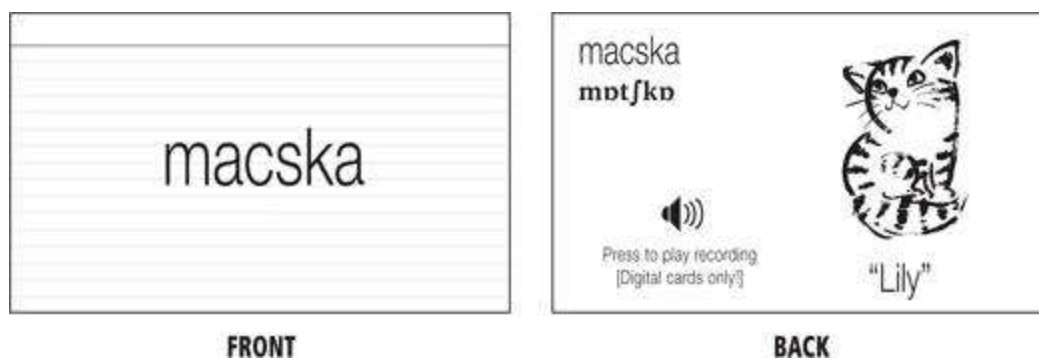 macska
FRONT
macska
mɒtʃkɒ
Press to play recording
[Digital cards only!]
“Lily”
BACK